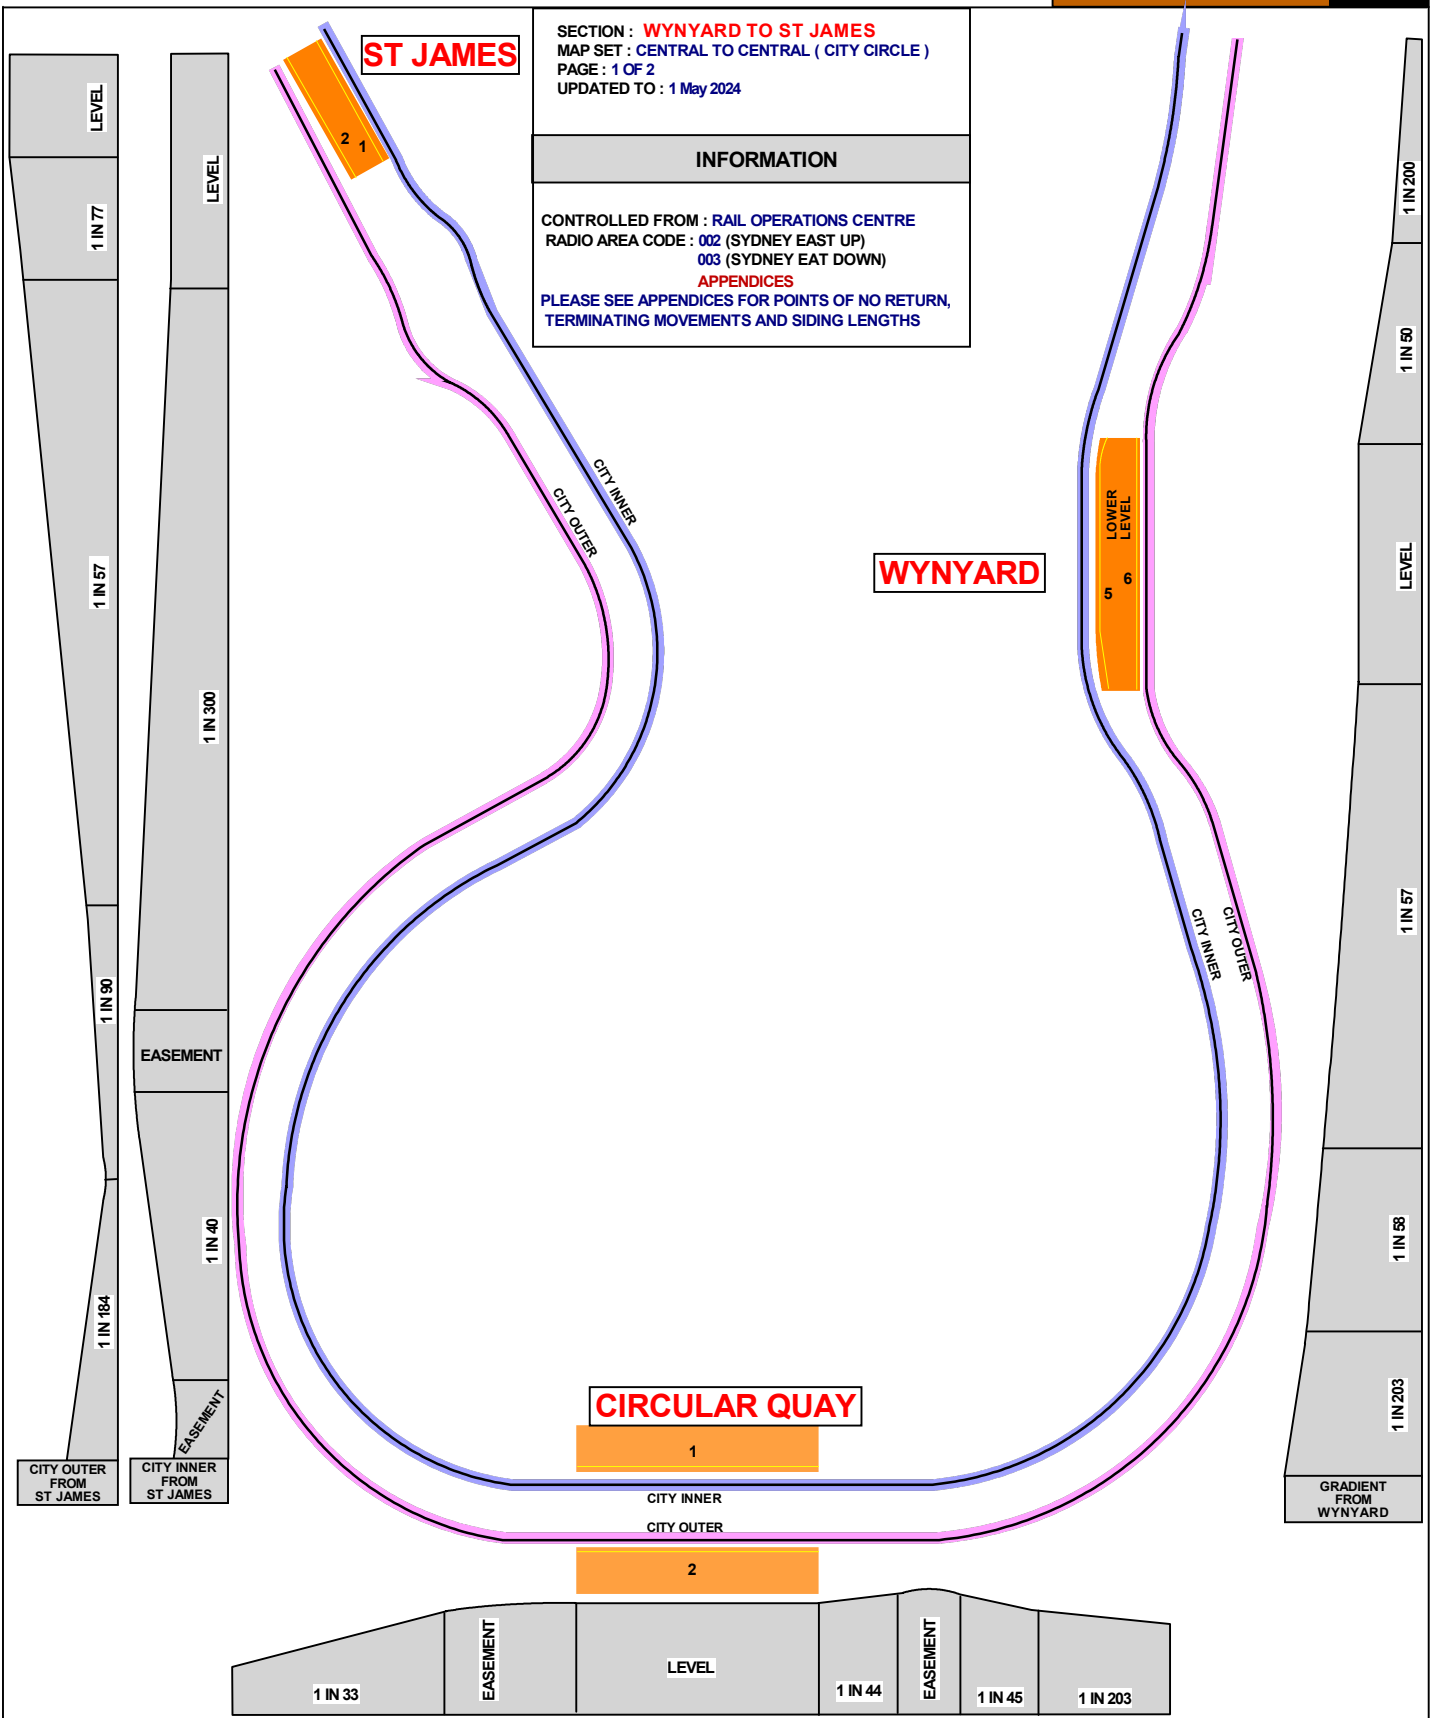 ST JAMES
SECTION : WYNYARD TO ST JAMES
MAP SET : CENTRAL TO CENTRAL ( CITY CIRCLE )
PAGE : 1 OF 2
UPDATED TO : 1 May 2024
INFORMATION
CONTROLLED FROM : RAIL OPERATIONS CENTRE
RADIO AREA CODE : 002 (SYDNEY EAST UP)
003 (SYDNEY EAT DOWN)
APPENDICES
PLEASE SEE APPENDICES FOR POINTS OF NO RETURN,
TERMINATING MOVEMENTS AND SIDING LENGTHS
2 1
LEVEL
1 IN 77
1 IN 57
1 IN 90
1 IN 184
CITY OUTER
FROM
ST JAMES
LEVEL
1 IN 300
EASEMENT
1 IN 40
EASEMENT
CITY INNER
FROM
ST JAMES
CITY INNER
CITY OUTER
WYNYARD
LOWER
LEVEL
5 6
CITY INNER
CITY OUTER
1 IN 200
1 IN 50
LEVEL
1 IN 57
1 IN 58
1 IN 203
GRADIENT
FROM
WYNYARD
CIRCULAR QUAY
1
CITY INNER
CITY OUTER
2
1 IN 33
EASEMENT
LEVEL
1 IN 44
EASEMENT
1 IN 45
1 IN 203